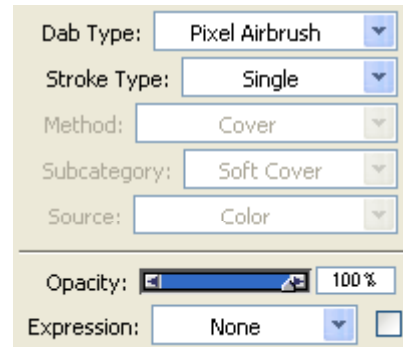 Dab Type: Pixel Airbrush
Stroke Type: Single
Method: Cover
Subcategory: Soft Cover
Source: Color
Opacity: 100%
Expression: None